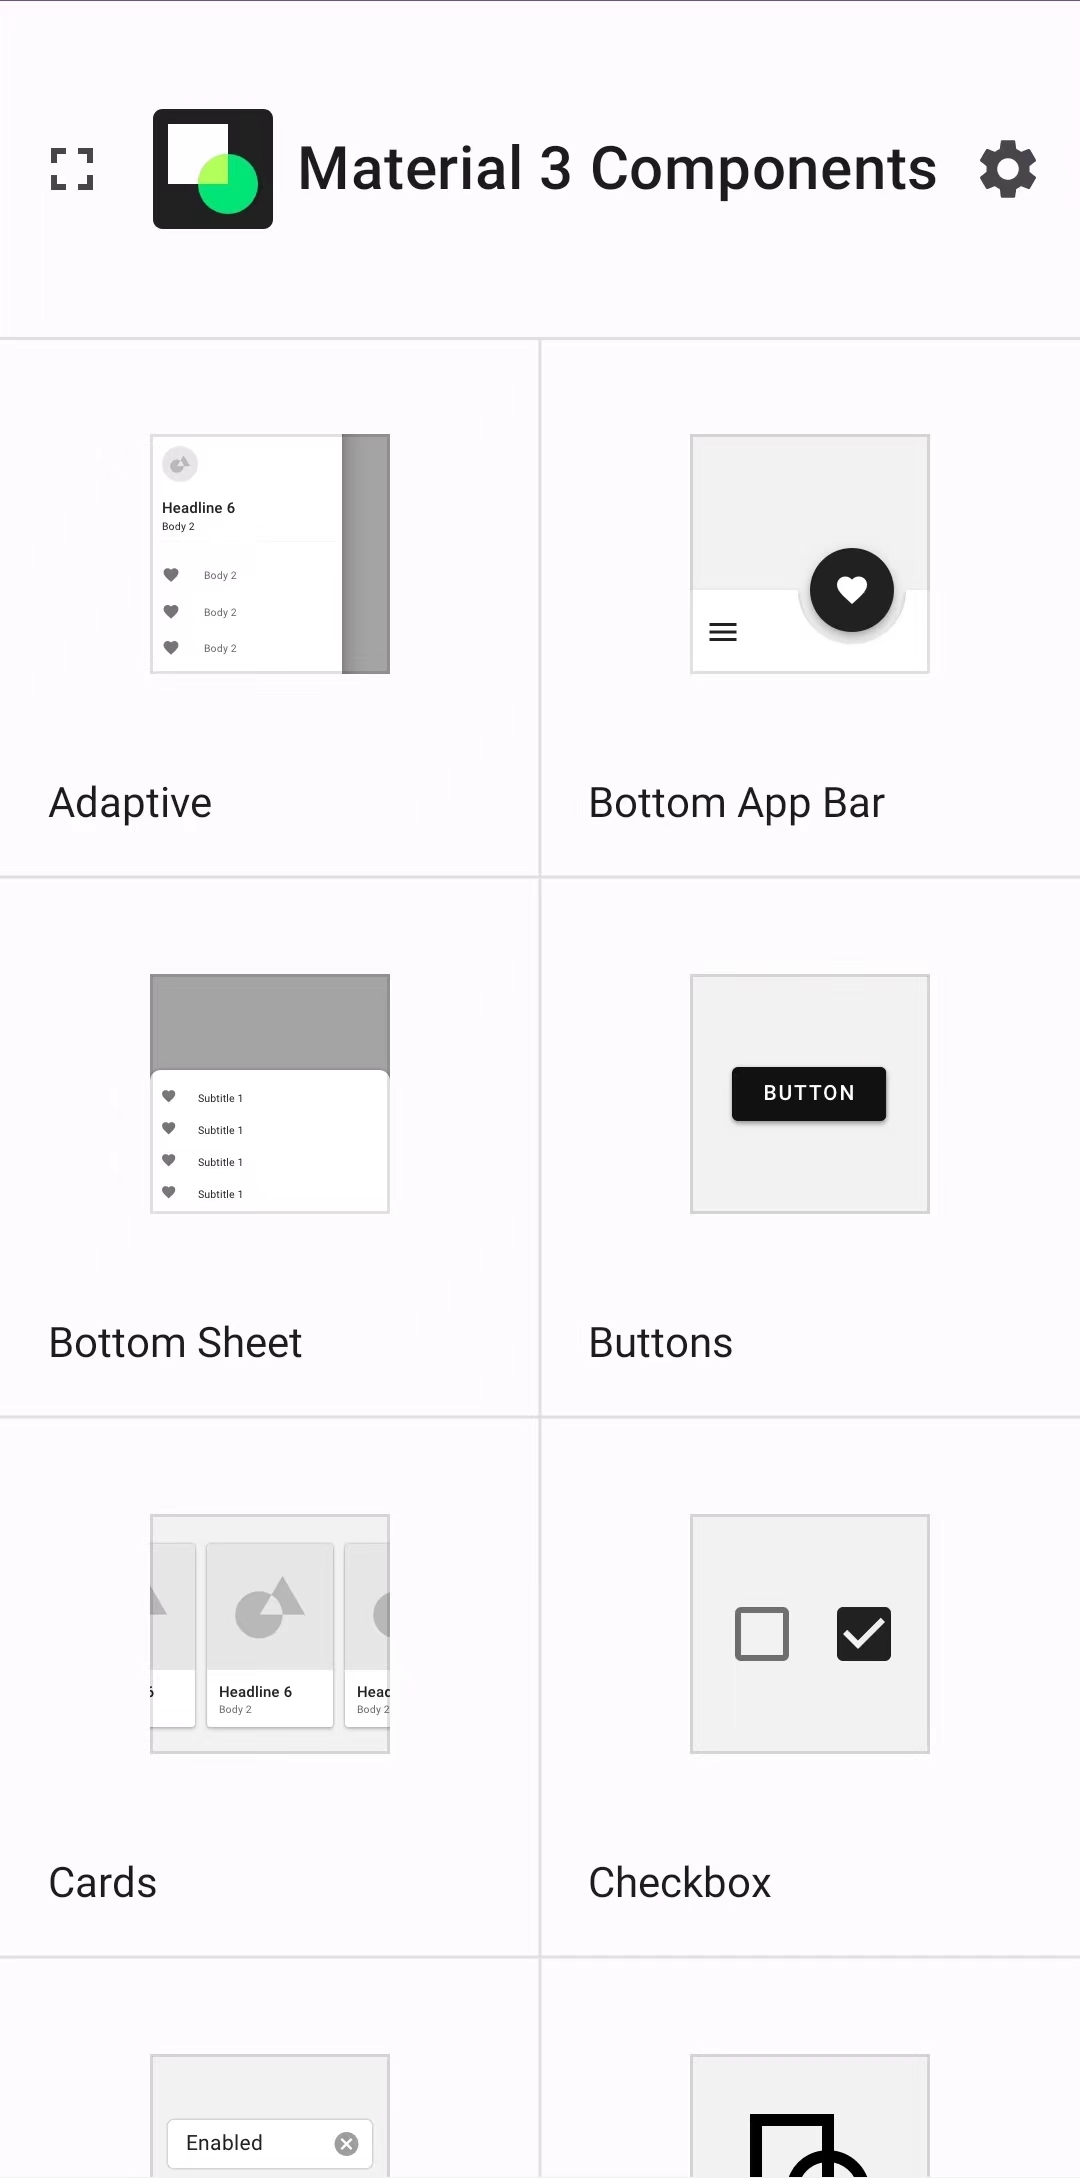 Material 3 Components
Headline 6
Body 2
Body 2
Body 2
Body 2
Adaptive
Bottom App Bar
Subtitle 1
Subtitle 1
Subtitle 1
Subtitle 1
Bottom Sheet
BUTTON
Buttons
6
Headline 6
Body 2
Head
Body 2
Cards
Checkbox
Enabled